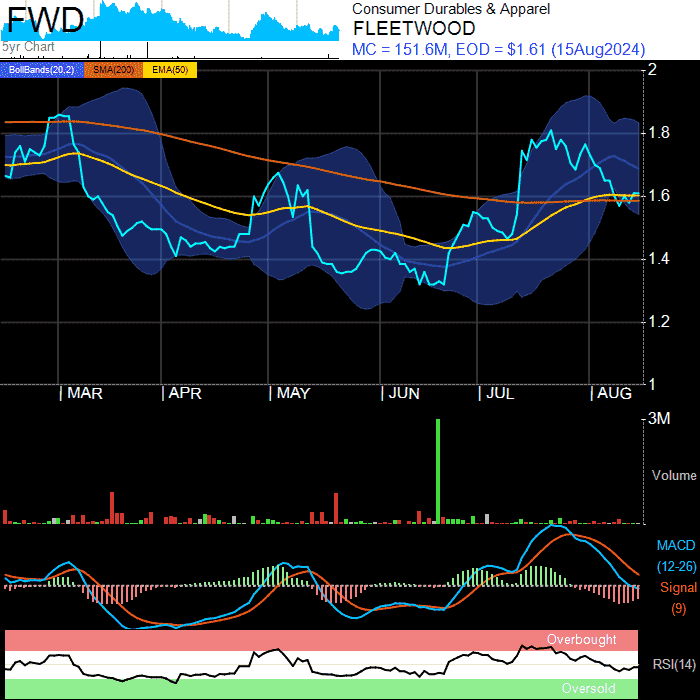 FWD
5yr Chart
Consumer Durables & Apparel
FLEETWOOD
MC = 151.6M, EOD = $1.61 (15Aug2024)
BollBands(20,2) SMA(200) EMA(50)
2
1.8
1.6
1.4
1.2
1
MAR APR MAY JUN JUL AUG
3M
Volume
MACD
(12-26)
Signal
(9)
Overbought
RSI(14)
Oversold